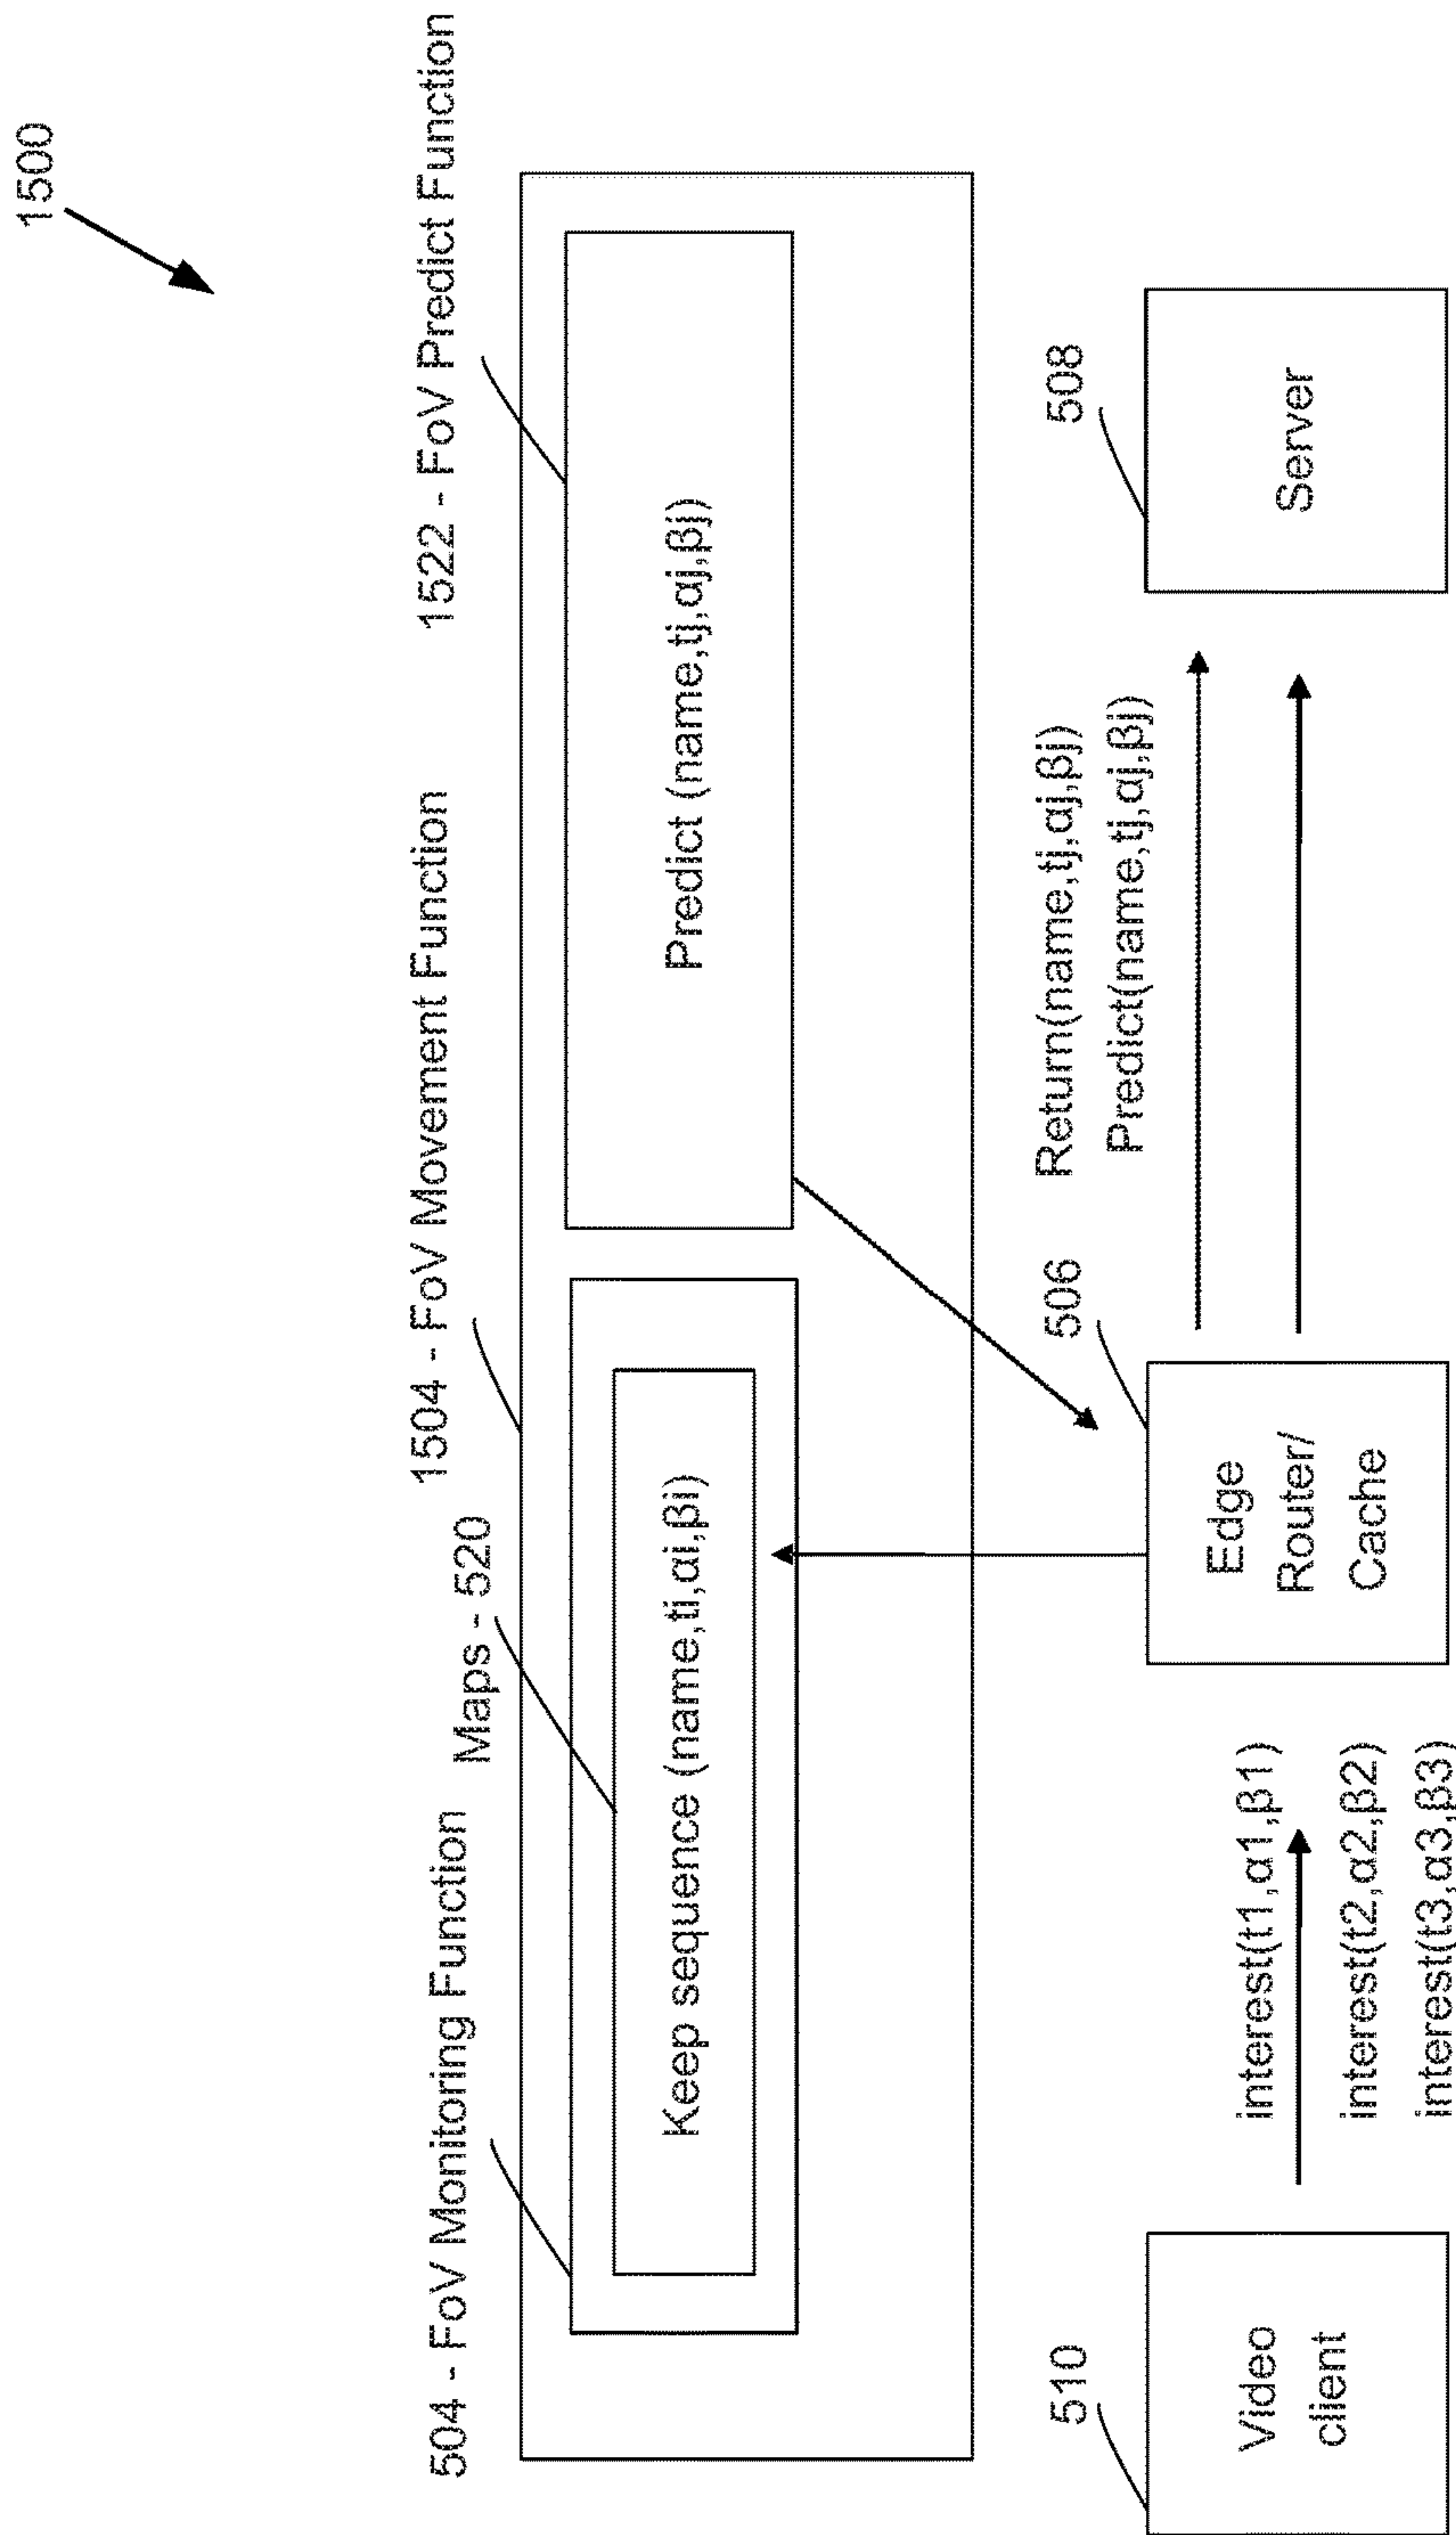 1500
504 - FoV Monitoring Function
Maps - 520
1504 - FoV Movement Function
1522 - FoV Predict Function
Keep sequence (name,ti,αi,βi)
Predict (name,tj,αj,βj)
510
506
508
Return(name,tj,αj,βj)
Predict(name,tj,αj,βj)
Video
client
interest(t1,α1,β1)
interest(t2,α2,β2)
interest(t3,α3,β3)
Edge
Router/
Cache
Server